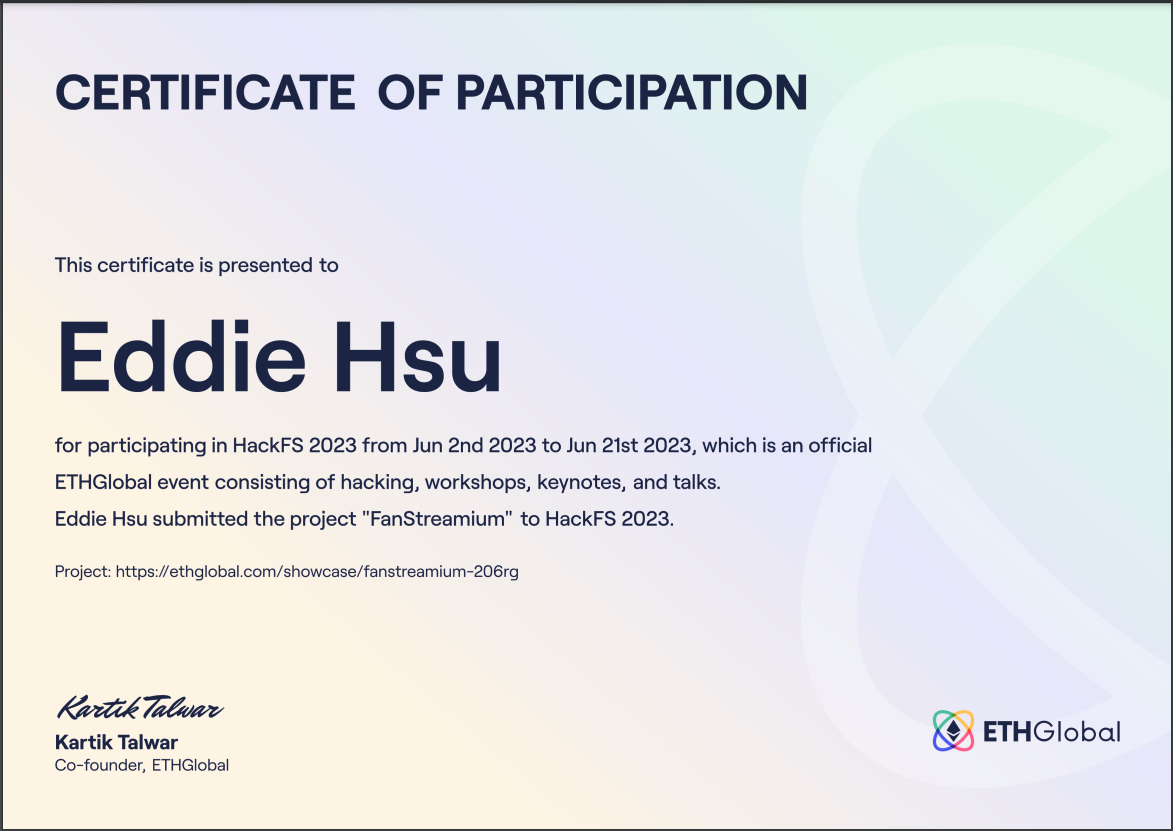 CERTIFICATE OF PARTICIPATION
This certificate is presented to
Eddie Hsu
for participating in HackFS 2023 from Jun 2nd 2023 to Jun 21st 2023, which is an official
ETHGlobal event consisting of hacking, workshops, keynotes, and talks.
Eddie Hsu submitted the project "FanStreamium" to HackFS 2023.
Project: https://ethglobal.com/showcase/fanstreamium-206rg
Kartik Talwar
Kartik Talwar
Co-founder, ETHGlobal
ETHGlobal